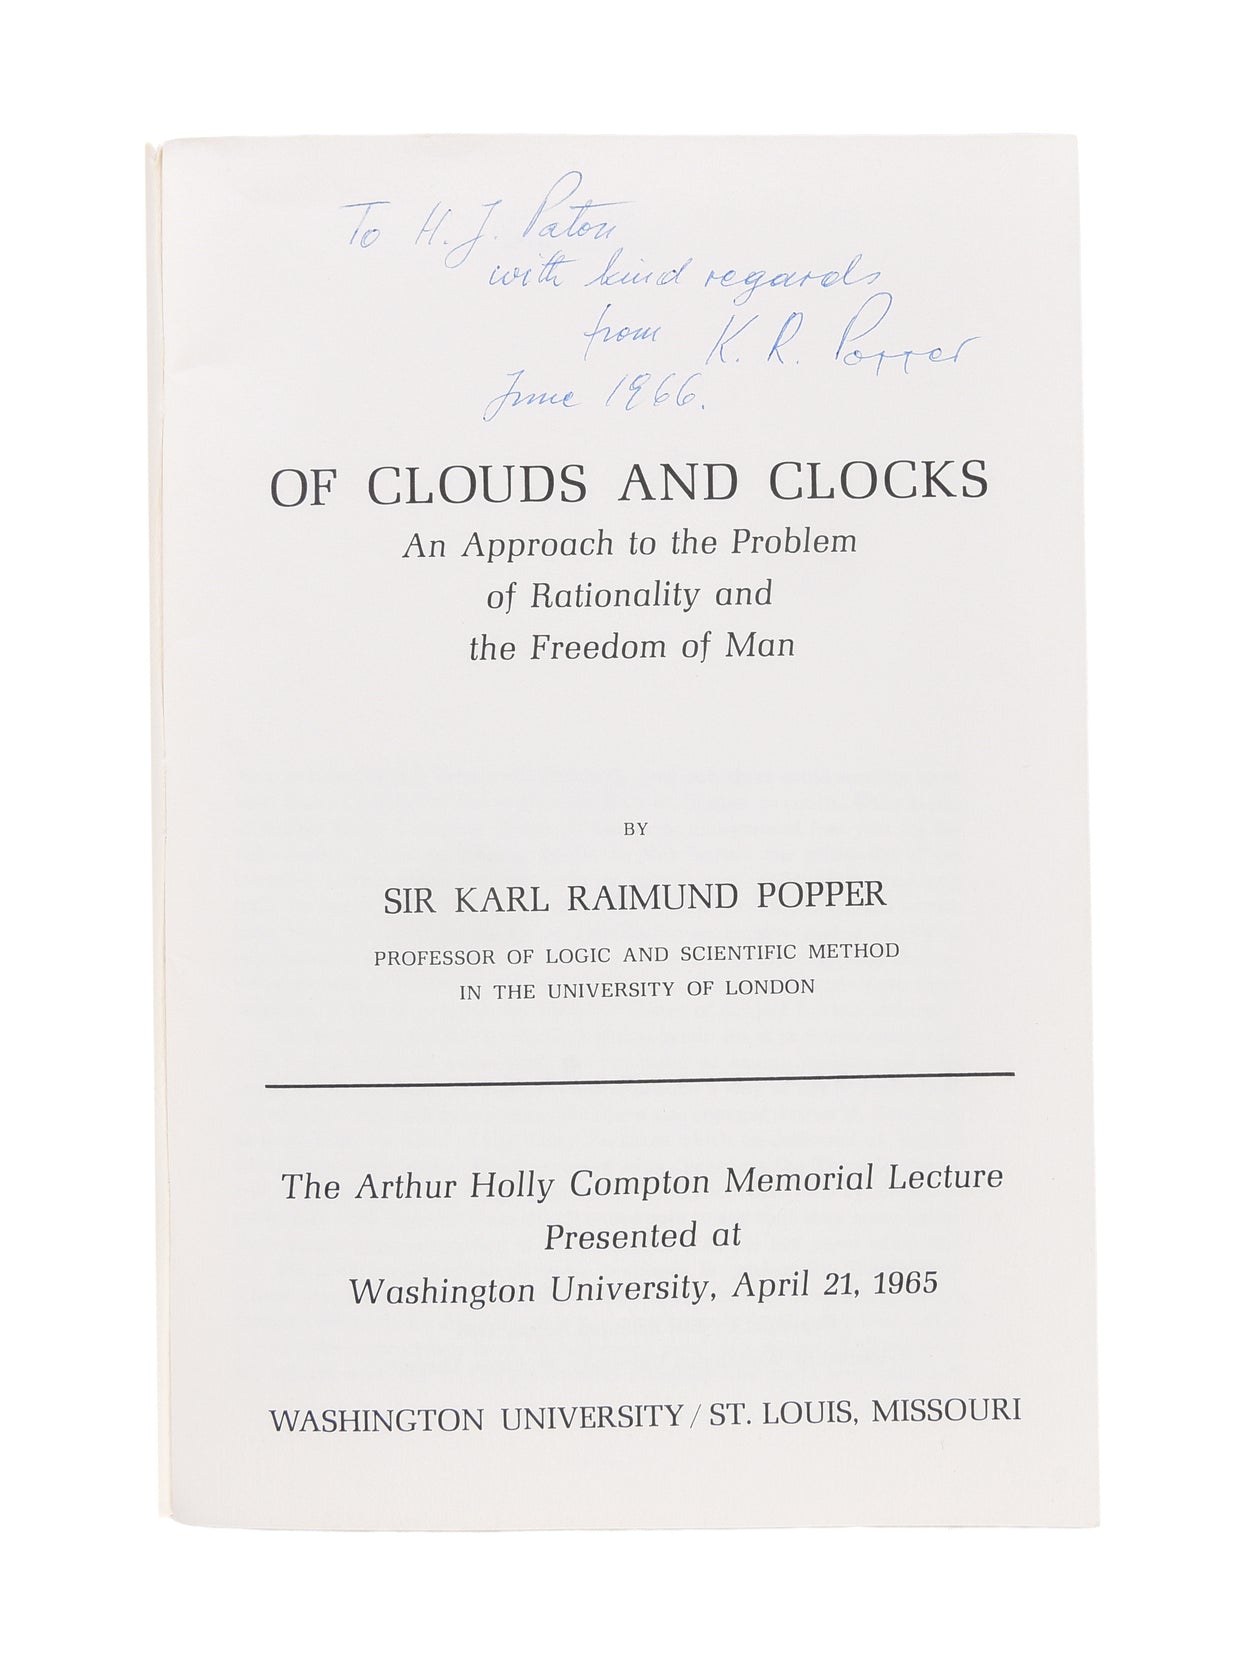 To H. J. Paton
with kind regards
from K. R. Popper
June 1966.
OF CLOUDS AND CLOCKS
An Approach to the Problem
of Rationality and
the Freedom of Man
BY
SIR KARL RAIMUND POPPER
PROFESSOR OF LOGIC AND SCIENTIFIC METHOD
IN THE UNIVERSITY OF LONDON
The Arthur Holly Compton Memorial Lecture
Presented at
Washington University, April 21, 1965
WASHINGTON UNIVERSITY / ST. LOUIS, MISSOURI